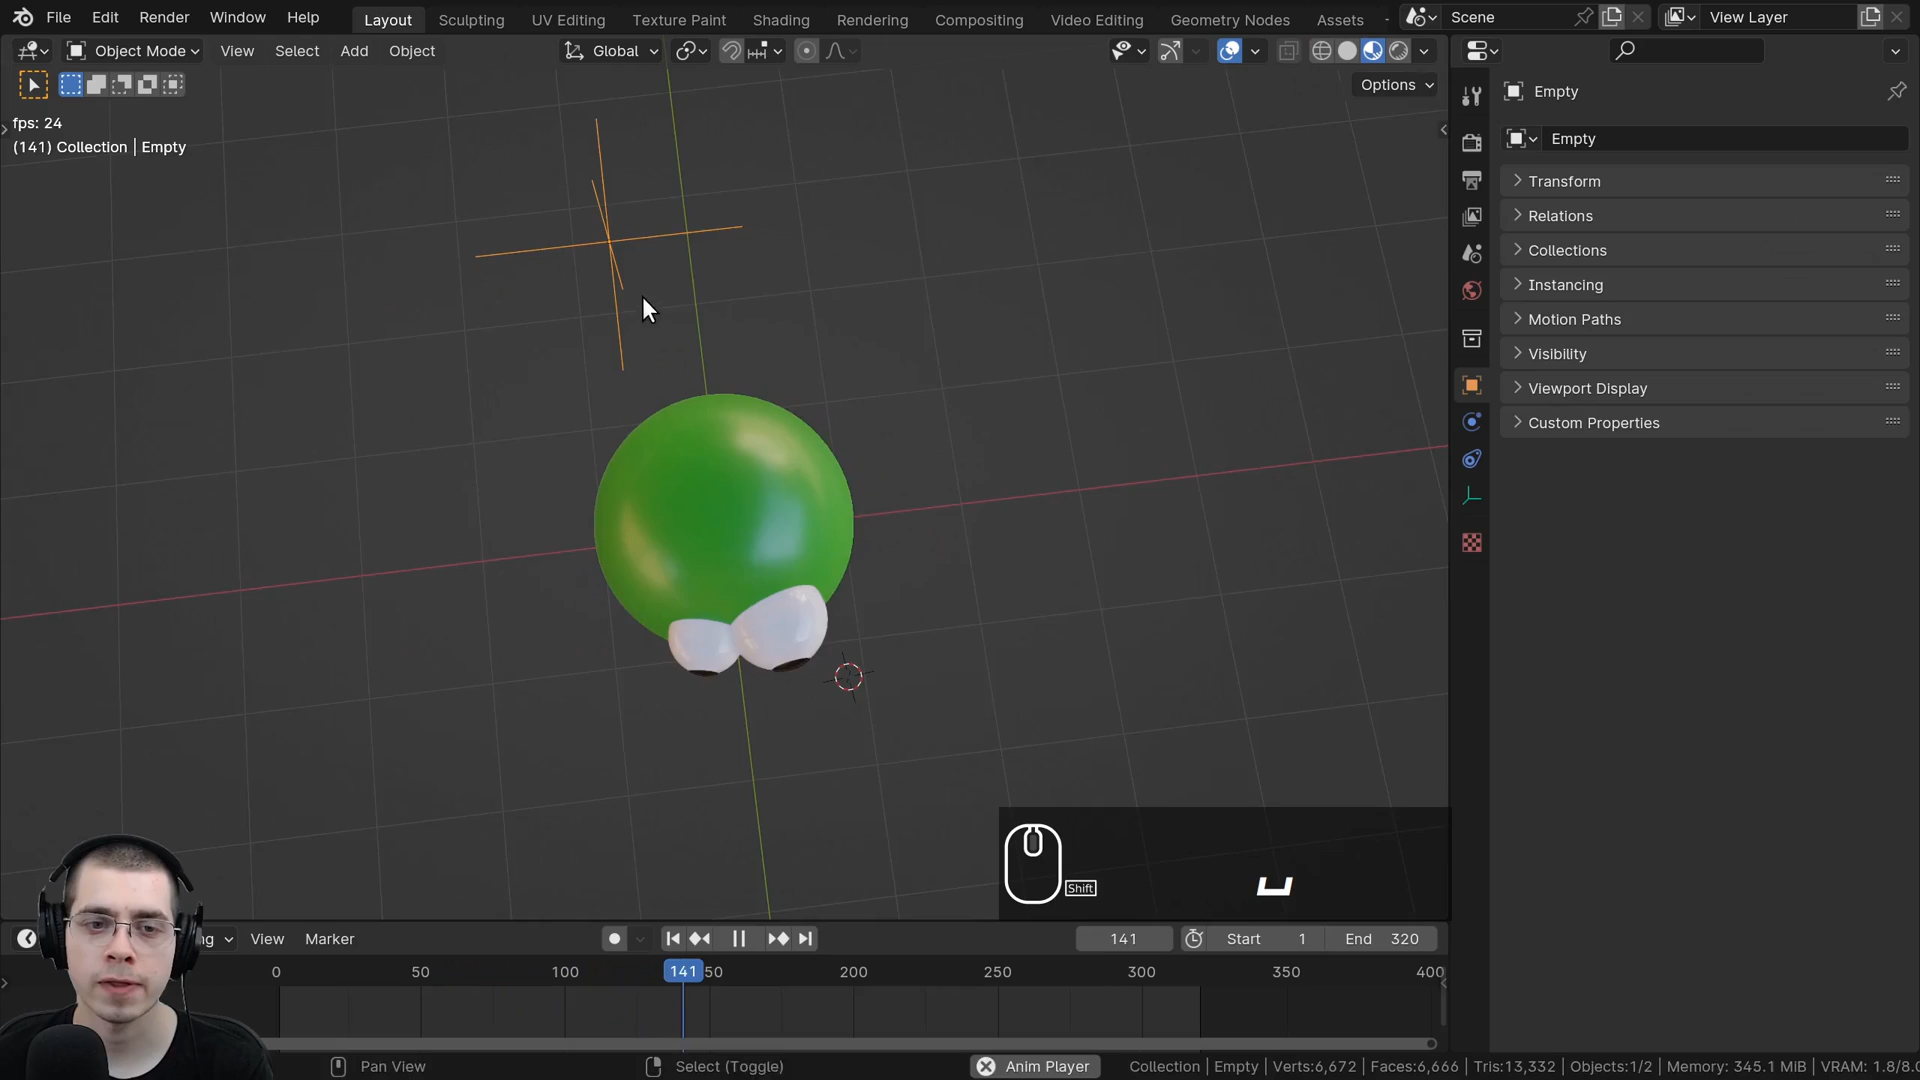 File Edit Render Window Help
Layout Sculpting UV Editing Texture Paint Shading Rendering Compositing Video Editing Geometry Nodes Assets
Scene
View Layer
Object Mode View Select Add Object
Global
Options
fps: 24
(141) Collection | Empty
Empty
Empty
Transform
Relations
Collections
Instancing
Motion Paths
Visibility
Viewport Display
Custom Properties
Shift
View Marker
141
Start 1
End 320
0 50 100 141 50 200 250 300 350 400
Pan View
Select (Toggle)
Anim Player
Collection | Empty Verts:6,672 Faces:6,666 Tris:13,332 Objects:1/2 Memory: 345.1 MiB VRAM: 1.8/8.